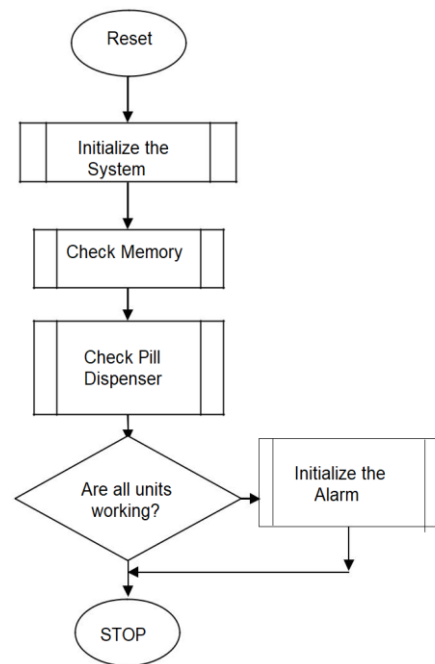 Reset
Initialize the
System
Check Memory
Check Pill
Dispenser
Are all units
working?
Initialize the
Alarm
STOP